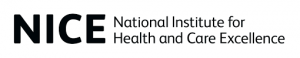 NICE National Institute for
Health and Care Excellence